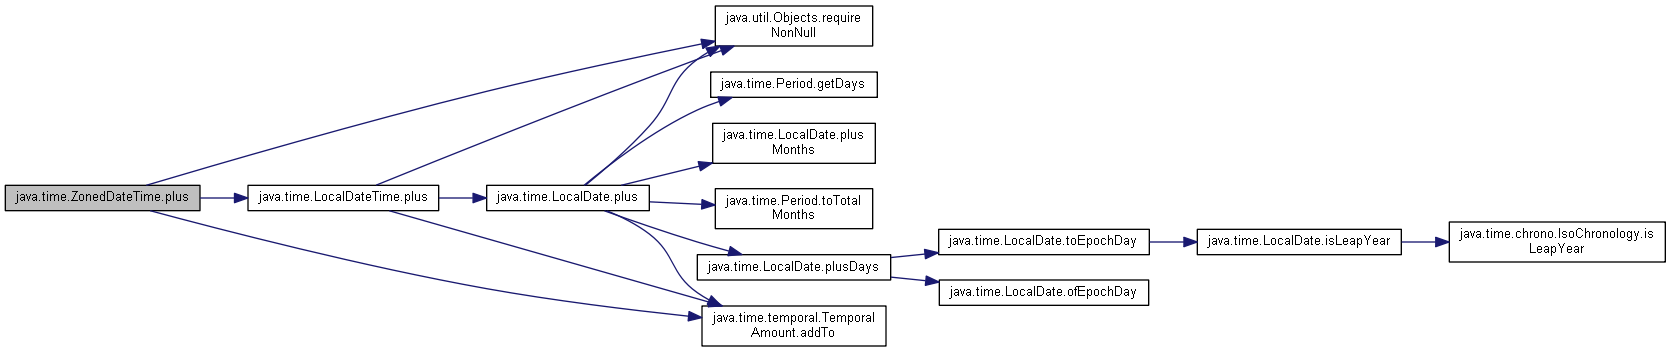 java.util.Objects.require
NonNull
java.time.Period.getDays
java.time.LocalDate.plus
Months
java.time.ZonedDateTime.plus
java.time.LocalDateTime.plus
java.time.LocalDate.plus
java.time.Period.toTotal
Months
java.time.LocalDate.plusDays
java.time.LocalDate.toEpochDay
java.time.LocalDate.isLeapYear
java.time.chrono.IsoChronology.is
LeapYear
java.time.LocalDate.ofEpochDay
java.time.temporal.Temporal
Amount.addTo